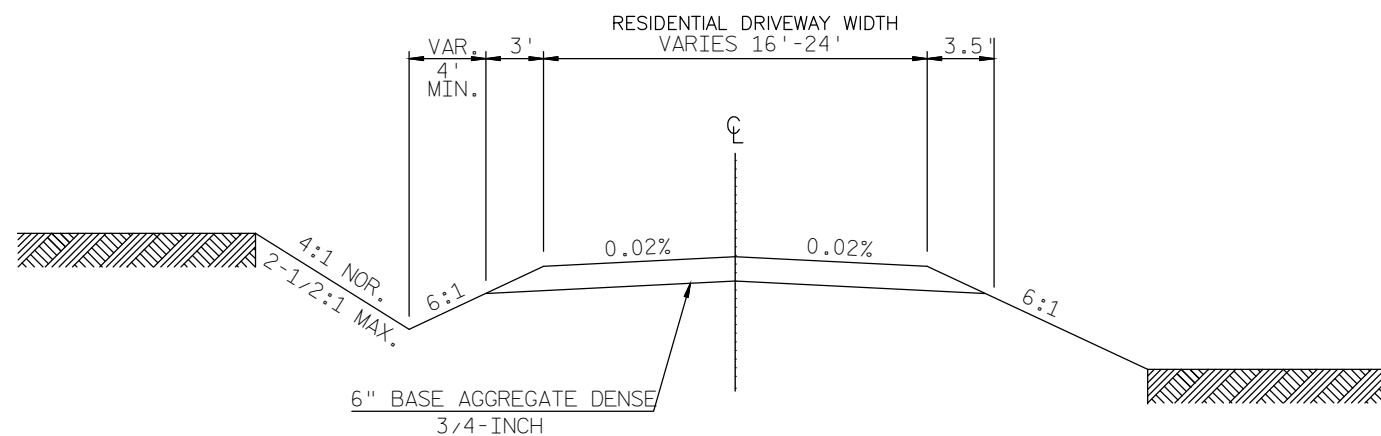 RESIDENTIAL DRIVEWAY WIDTH
VAR. 3' VARIES 16'-24' 3.5'
4'
MIN.
℄
0.02% 0.02%
4:1 NOR.
2-1/2:1 MAX.
6:1
6:1
6" BASE AGGREGATE DENSE
3/4-INCH